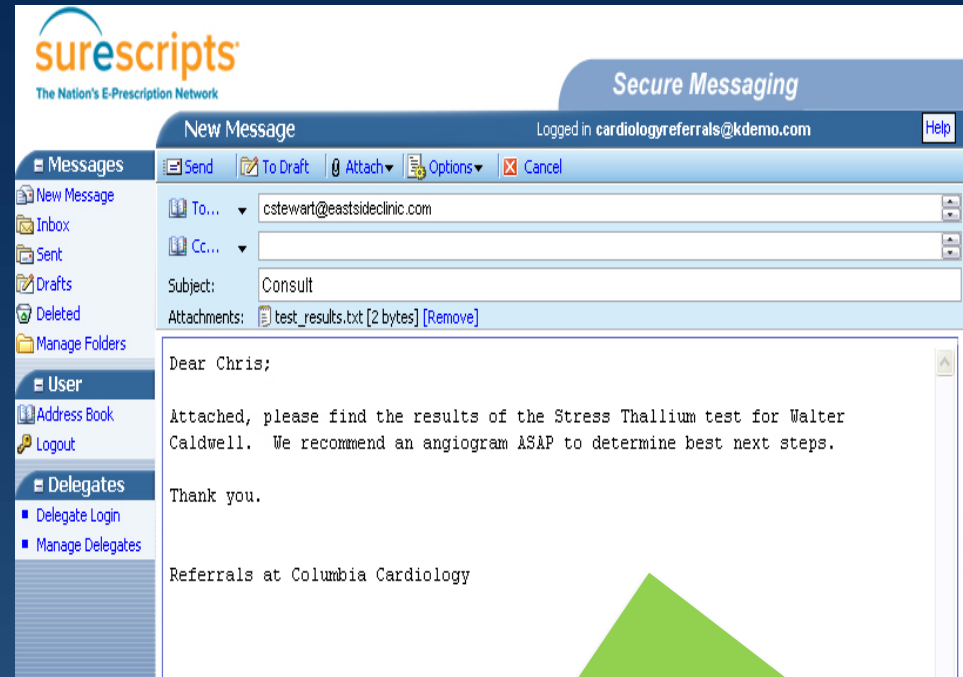 surescripts
The Nation's E-Prescription Network
Secure Messaging
New Message
Logged in cardiologyreferrals@kdemo.com
Help
Messages
New Message
Inbox
Sent
Drafts
Deleted
Manage Folders
User
Address Book
Logout
Delegates
Delegate Login
Manage Delegates
Send To Draft Attach Options Cancel
To... cstewart@eastsideclinic.com
Cc...
Subject: Consult
Attachments: test_results.txt [2 bytes] [Remove]
Dear Chris;
Attached, please find the results of the Stress Thallium test for Walter
Caldwell. We recommend an angiogram ASAP to determine best next steps.
Thank you.
Referrals at Columbia Cardiology